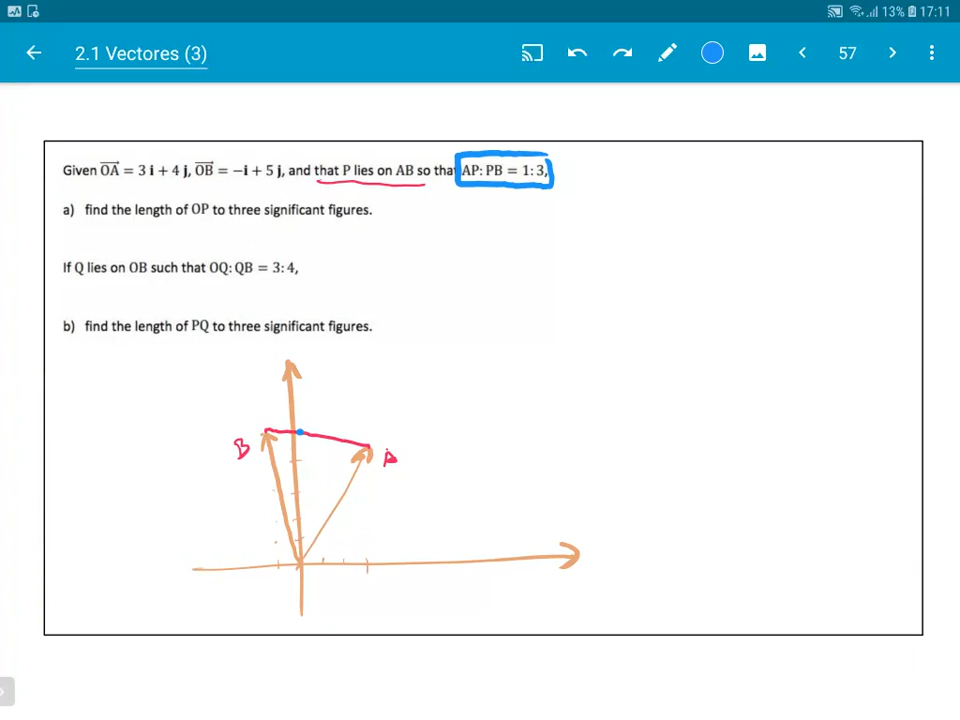 13% 17:11
2.1 Vectores (3)
57
Given OA = 3 i + 4 j, OB = −i + 5 j, and that P lies on AB so tha AP: PB = 1: 3,
a) find the length of OP to three significant figures.
If Q lies on OB such that OQ: QB = 3: 4,
b) find the length of PQ to three significant figures.
B
A